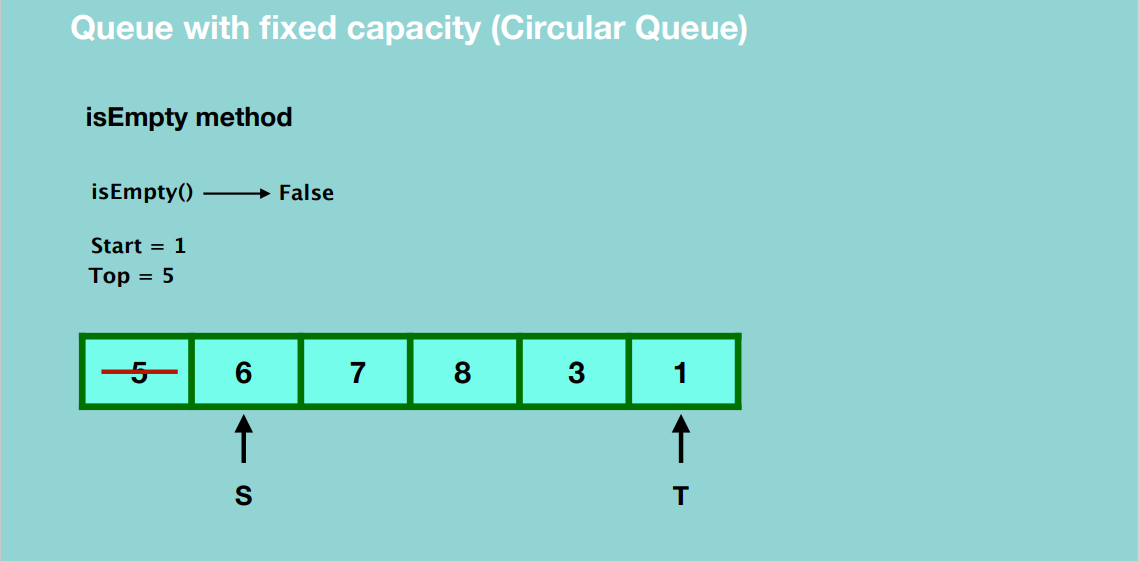 Queue with fixed capacity (Circular Queue)
isEmpty method
isEmpty() False
Start = 1
Top = 5
5 6 7 8 3 1
S T